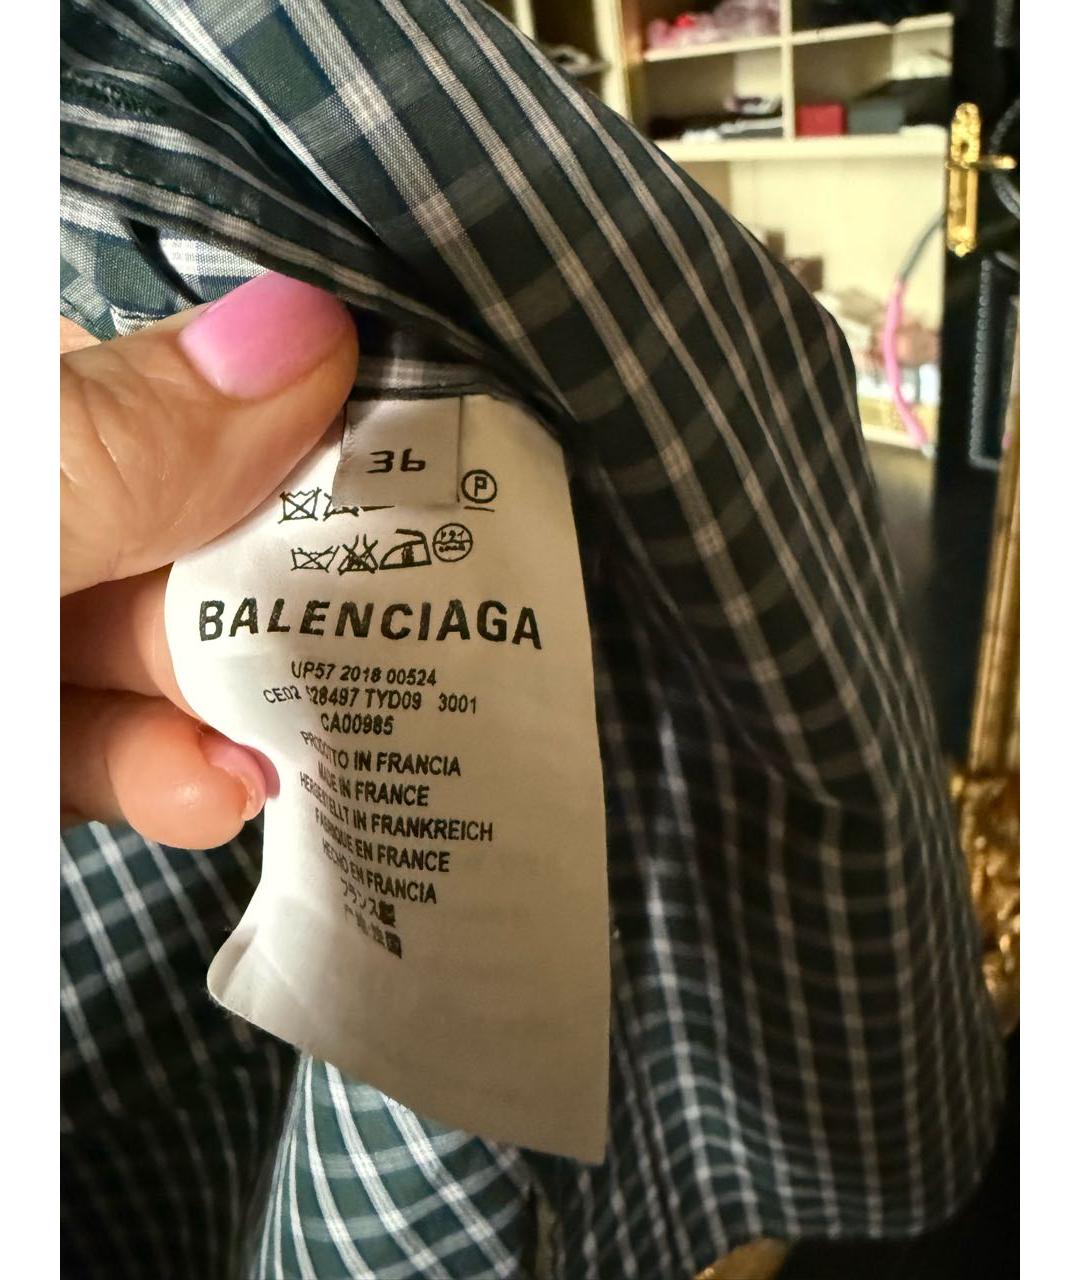 36
P
BALENCIAGA
UP57 2018 00524
CE02 528497 TYD09 3001
CA00985
PRODOTTO IN FRANCIA
MADE IN FRANCE
HERGESTELLT IN FRANKREICH
FABRIQUE EN FRANCE
HECHO EN FRANCIA
フランス製